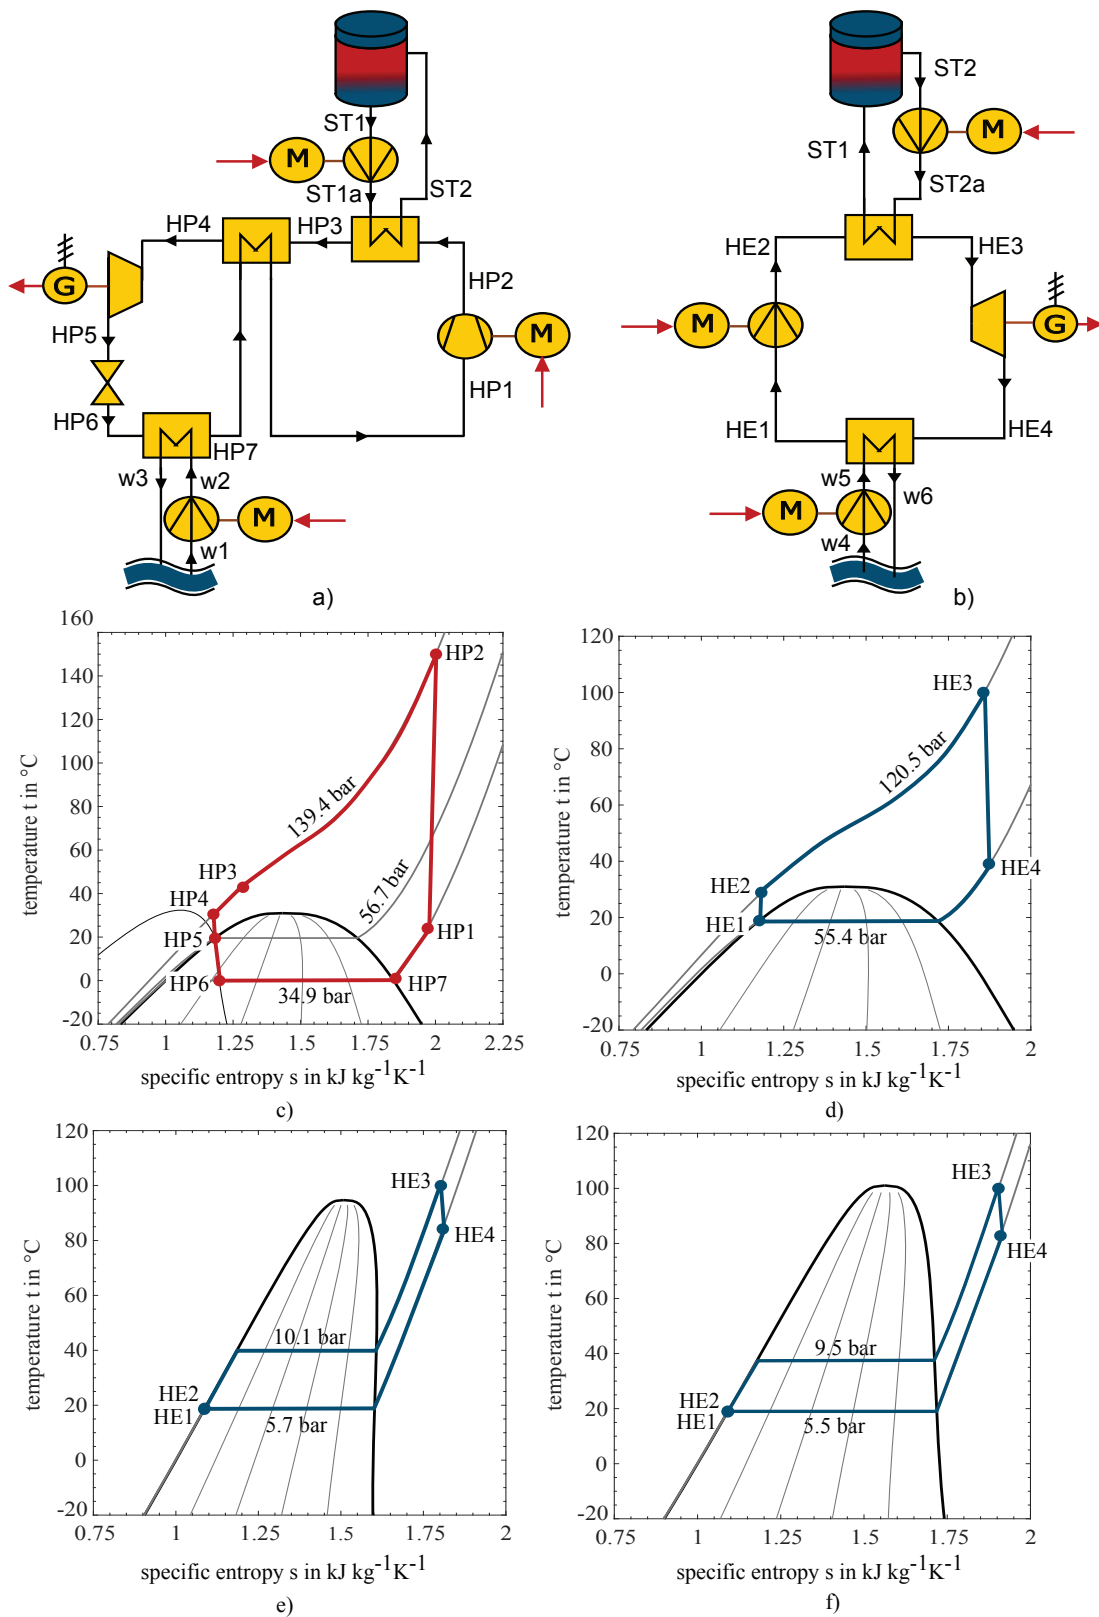 ST1
M
ST1a
ST2
HP4
HP3
G
HP2
HP5
M
HP1
HP6
HP7
w3
w2
M
w1
a)
ST2
M
ST1
ST2a
HE2
HE3
M
G
HE1
HE4
w5
w6
M
w4
b)
160
140
120
100
80
60
40
20
0
-20
temperature t in °C
HP2
139.4 bar
HP3
HP4
56.7 bar
HP5
HP1
HP6
HP7
34.9 bar
0.75 1 1.25 1.5 1.75 2 2.25
specific entropy s in kJ kg-1K-1
c)
120
100
80
60
40
20
0
-20
temperature t in °C
HE3
120.5 bar
HE2
HE4
HE1
55.4 bar
0.75 1 1.25 1.5 1.75 2
specific entropy s in kJ kg-1K-1
d)
120
100
80
60
40
20
0
-20
temperature t in °C
HE3
HE4
10.1 bar
HE2
HE1
5.7 bar
0.75 1 1.25 1.5 1.75 2
specific entropy s in kJ kg-1K-1
e)
120
100
80
60
40
20
0
-20
temperature t in °C
HE3
HE4
9.5 bar
HE2
HE1
5.5 bar
0.75 1 1.25 1.5 1.75 2
specific entropy s in kJ kg-1K-1
f)